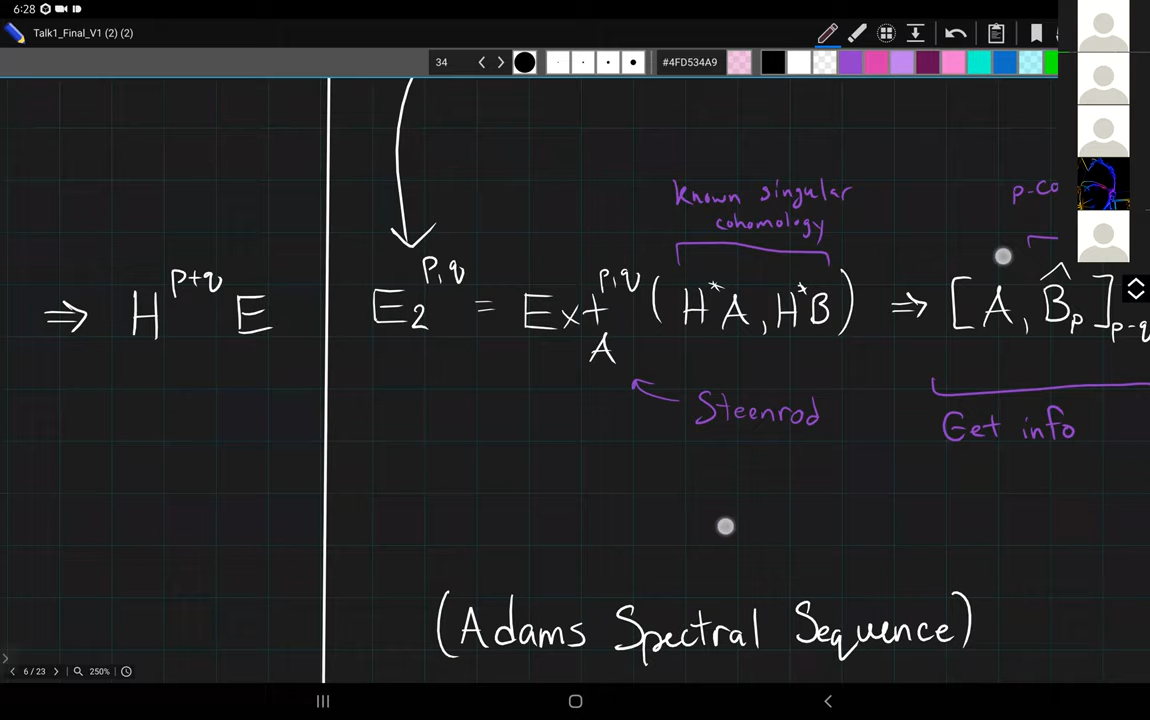 6:28
Talk1_Final_V1 (2) (2)
34
#4FD534A9
known singular
cohomology
p-co
⇒ H^{p+q} E
E_2^{p,q} = Ext_A^{p,q} (H^*A, H^*B) ⇒ [A, \hat{B}_p]_{p-q}
Steenrod
Get info
(Adams Spectral Sequence)
6 / 23
250%